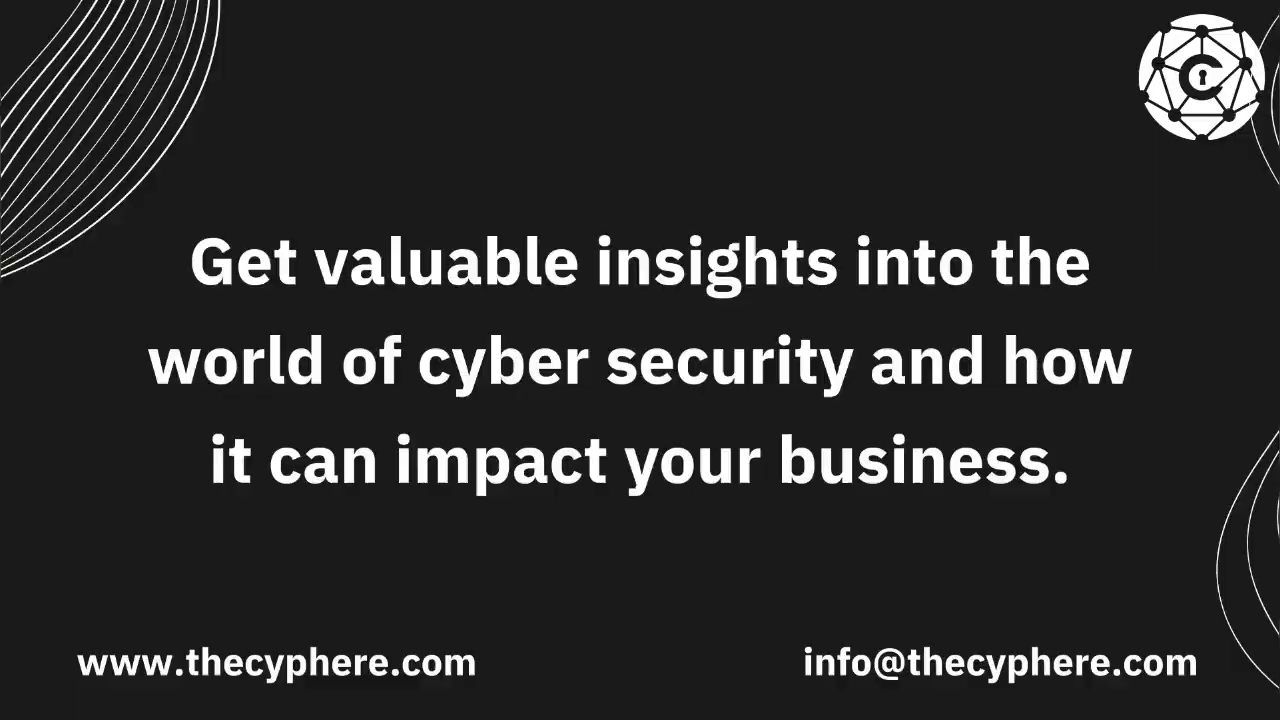 Get valuable insights into the
world of cyber security and how
it can impact your business.
www.thecyphere.com
info@thecyphere.com